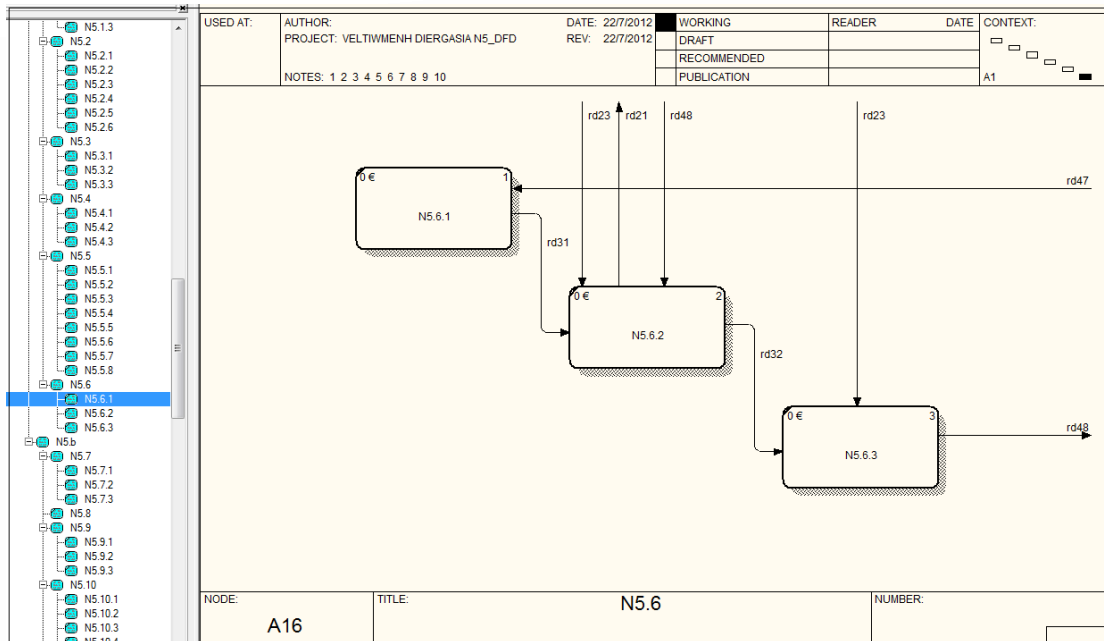 N5.1.3
N5.2
N5.2.1
N5.2.2
N5.2.3
N5.2.4
N5.2.5
N5.2.6
N5.3
N5.3.1
N5.3.2
N5.3.3
N5.4
N5.4.1
N5.4.2
N5.4.3
N5.5
N5.5.1
N5.5.2
N5.5.3
N5.5.4
N5.5.5
N5.5.6
N5.5.7
N5.5.8
N5.6
N5.6.1
N5.6.2
N5.6.3
N5.b
N5.7
N5.7.1
N5.7.2
N5.7.3
N5.8
N5.9
N5.9.1
N5.9.2
N5.9.3
N5.10
N5.10.1
N5.10.2
N5.10.3
N5.10.4
USED AT:
AUTHOR:
DATE: 22/7/2012
PROJECT: VELTIWMENH DIERGASIA N5_DFD
REV: 22/7/2012
NOTES: 1 2 3 4 5 6 7 8 9 10
WORKING
DRAFT
RECOMMENDED
PUBLICATION
READER DATE
CONTEXT:
A1
rd23
rd21
rd48
rd23
rd47
0 € 1
N5.6.1
rd31
0 € 2
N5.6.2
rd32
0 € 3
N5.6.3
rd48
NODE:
A16
TITLE:
N5.6
NUMBER: